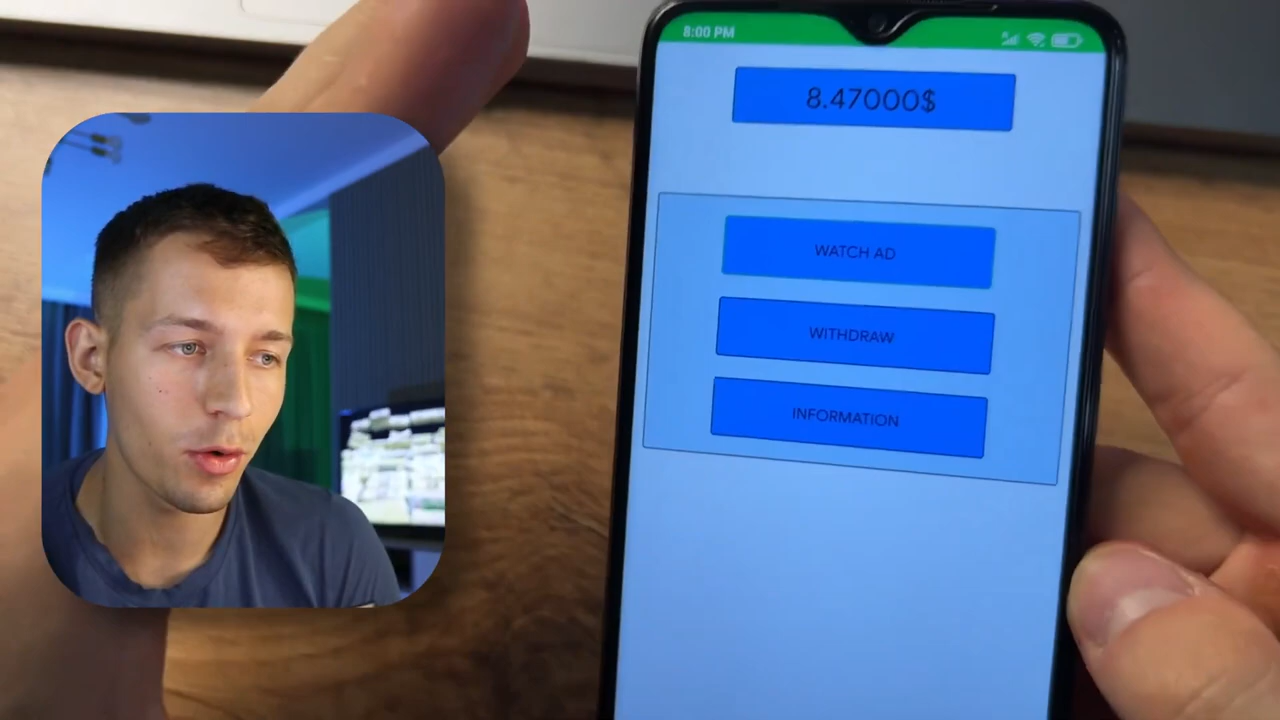 8:00 PM
8.47000$
WATCH AD
WITHDRAW
INFORMATION